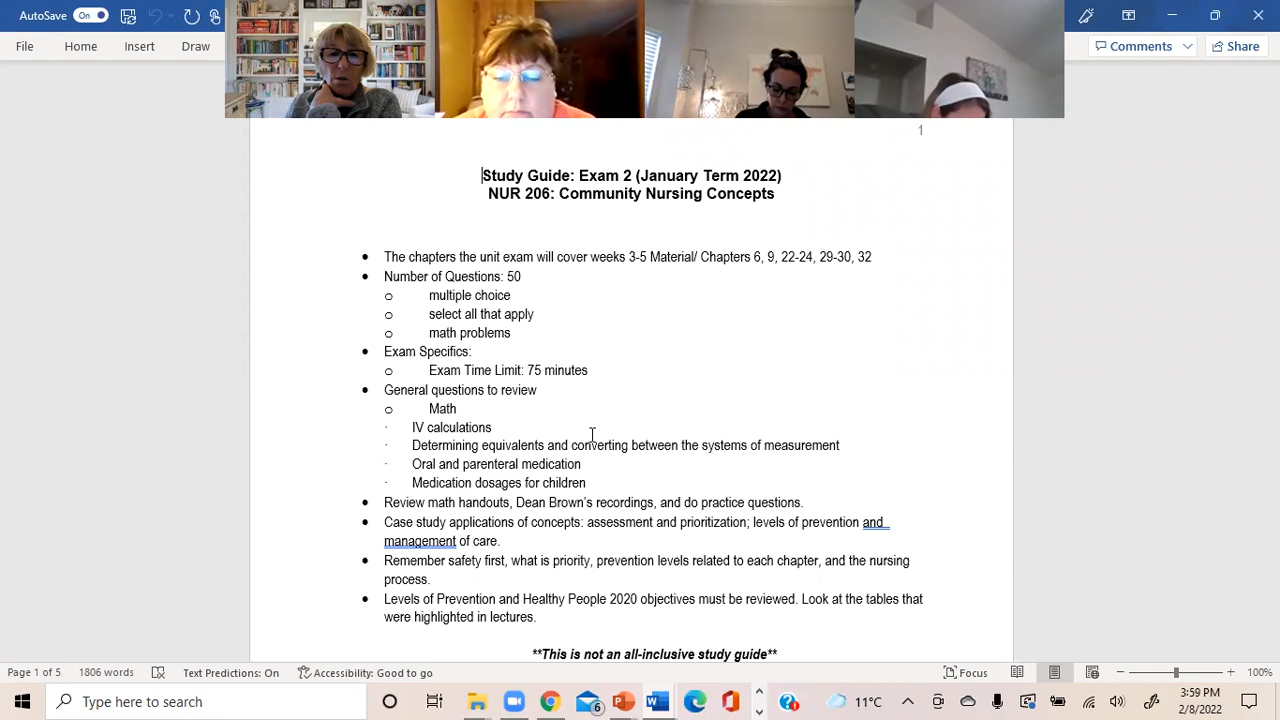 AutoSave
Off
File
Home
Insert
Draw
Comments
Share
1
Study Guide: Exam 2 (January Term 2022)
NUR 206: Community Nursing Concepts
• The chapters the unit exam will cover weeks 3-5 Material/ Chapters 6, 9, 22-24, 29-30, 32
• Number of Questions: 50
o multiple choice
o select all that apply
o math problems
• Exam Specifics:
o Exam Time Limit: 75 minutes
• General questions to review
o Math
· IV calculations
· Determining equivalents and converting between the systems of measurement
· Oral and parenteral medication
· Medication dosages for children
• Review math handouts, Dean Brown's recordings, and do practice questions.
• Case study applications of concepts: assessment and prioritization; levels of prevention and
management of care.
• Remember safety first, what is priority, prevention levels related to each chapter, and the nursing
process.
• Levels of Prevention and Healthy People 2020 objectives must be reviewed. Look at the tables that
were highlighted in lectures.
**This is not an all-inclusive study guide**
Page 1 of 5 1806 words Text Predictions: On Accessibility: Good to go Focus 100%
Type here to search
6
11°C
3:59 PM
2/8/2022